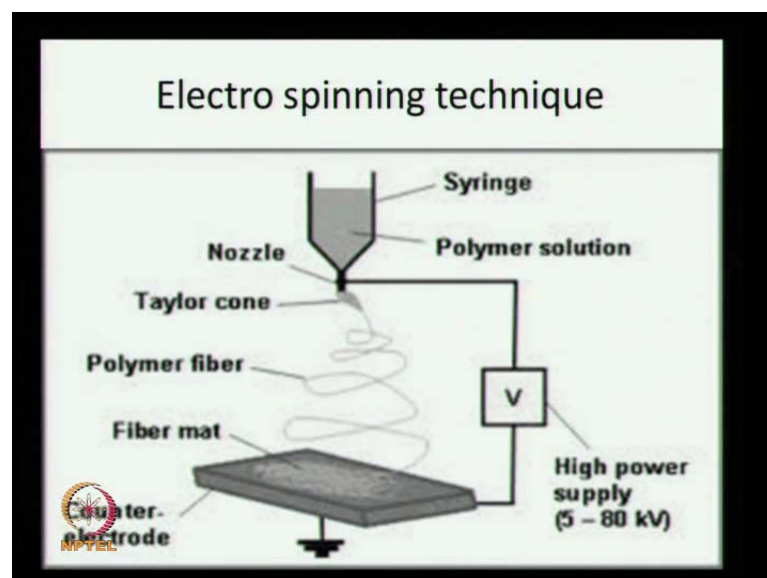 Electro spinning technique
Syringe
Polymer solution
Nozzle
Taylor cone
Polymer fiber
V
Fiber mat
High power
supply
(5 – 80 kV)
Counter-
electrode
NPTEL